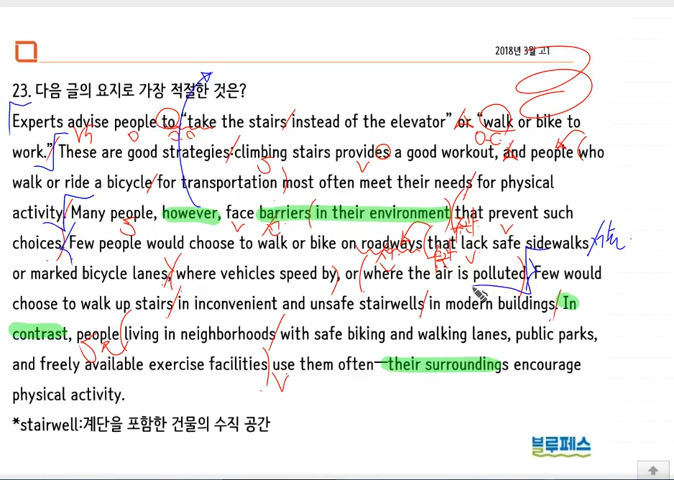 2018년 3월 고1
23. 다음 글의 요지로 가장 적절한 것은?
Experts advise people to "take the stairs instead of the elevator" or "walk or bike to
work." These are good strategies: climbing stairs provides a good workout, and people who
walk or ride a bicycle for transportation most often meet their needs for physical
activity. Many people, however, face barriers in their environment that prevent such
choices. Few people would choose to walk or bike on roadways that lack safe sidewalks
or marked bicycle lanes, where vehicles speed by, or where the air is polluted. Few would
choose to walk up stairs in inconvenient and unsafe stairwells in modern buildings. In
contrast, people living in neighborhoods with safe biking and walking lanes, public parks,
and freely available exercise facilities use them often—their surroundings encourage
physical activity.
*stairwell:계단을 포함한 건물의 수직 공간
블루페스